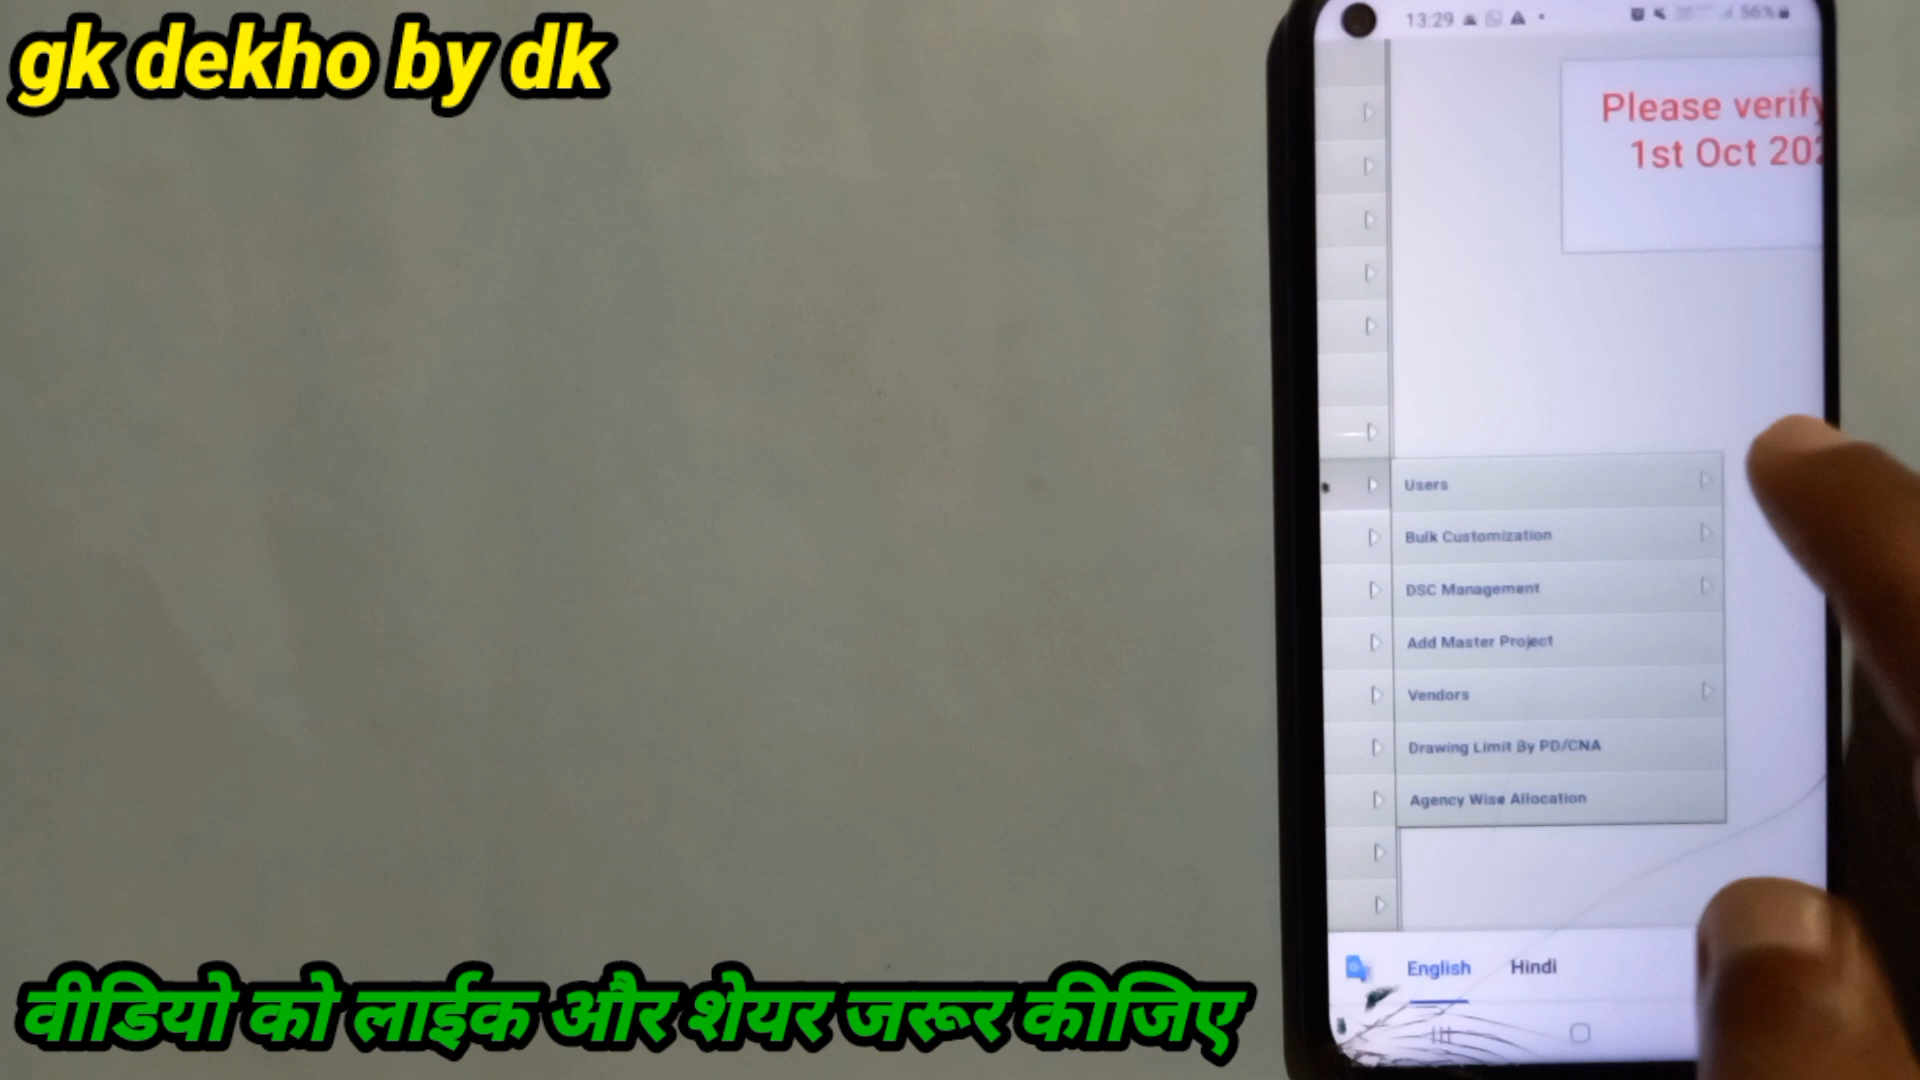 gk dekho by dk
13:29
56%
Please verify
1st Oct 202
Users
Bulk Customization
DSC Management
Add Master Project
Vendors
Drawing Limit By PD/CNA
Agency Wise Allocation
English Hindi
वीडियो को लाईक और शेयर जरूर कीजिए